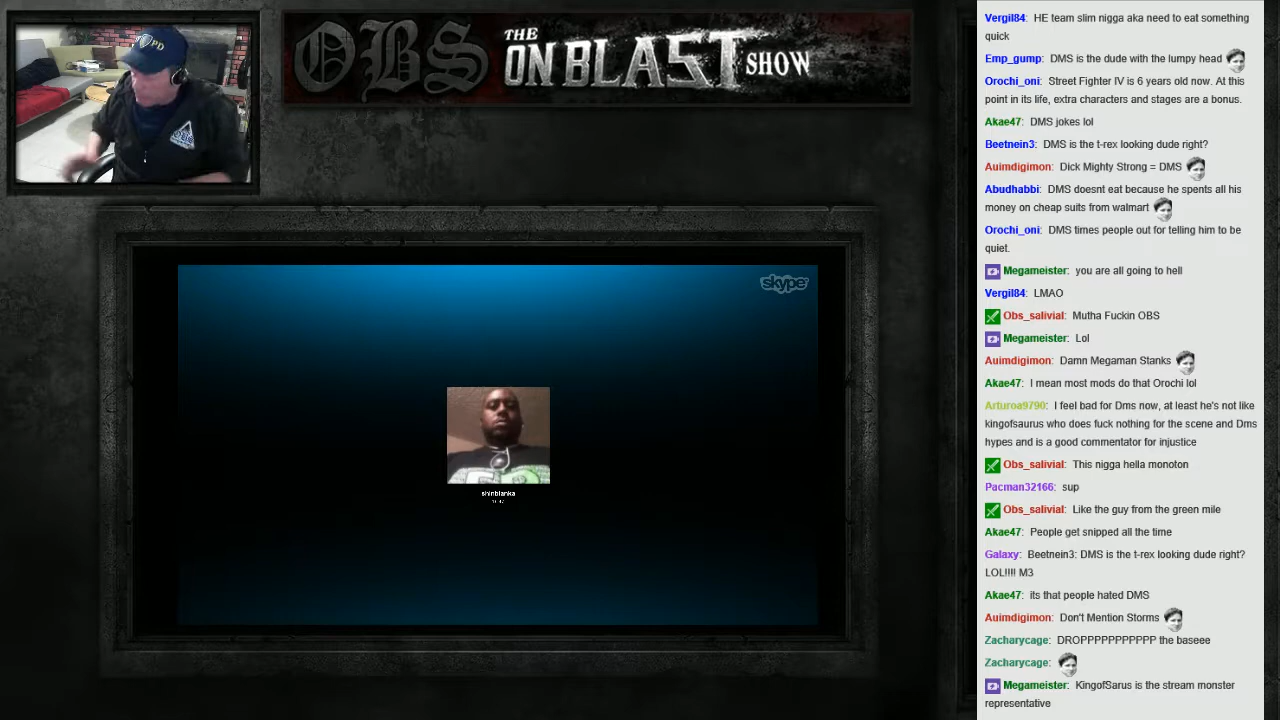 PD
OBS
OBS THE ON BLAST SHOW
skype
shinblanka
Vergil84: HE team slim nigga aka need to eat something
quick
Emp_gump: DMS is the dude with the lumpy head
Orochi_oni: Street Fighter IV is 6 years old now. At this
point in its life, extra characters and stages are a bonus.
Akae47: DMS jokes lol
Beetnein3: DMS is the t-rex looking dude right?
Auimdigimon: Dick Mighty Strong = DMS
Abudhabbi: DMS doesnt eat because he spents all his
money on cheap suits from walmart
Orochi_oni: DMS times people out for telling him to be
quiet.
Megameister: you are all going to hell
Vergil84: LMAO
Obs_salivial: Mutha Fuckin OBS
Megameister: Lol
Auimdigimon: Damn Megaman Stanks
Akae47: I mean most mods do that Orochi lol
Arturoa9790: I feel bad for Dms now, at least he's not like
kingofsaurus who does fuck nothing for the scene and Dms
hypes and is a good commentator for injustice
Obs_salivial: This nigga hella monoton
Pacman32166: sup
Obs_salivial: Like the guy from the green mile
Akae47: People get snipped all the time
Galaxy: Beetnein3: DMS is the t-rex looking dude right?
LOL!!!! M3
Akae47: its that people hated DMS
Auimdigimon: Don't Mention Storms
Zacharycage: DROPPPPPPPPPPP the baseee
Zacharycage:
Megameister: KingofSarus is the stream monster
representative